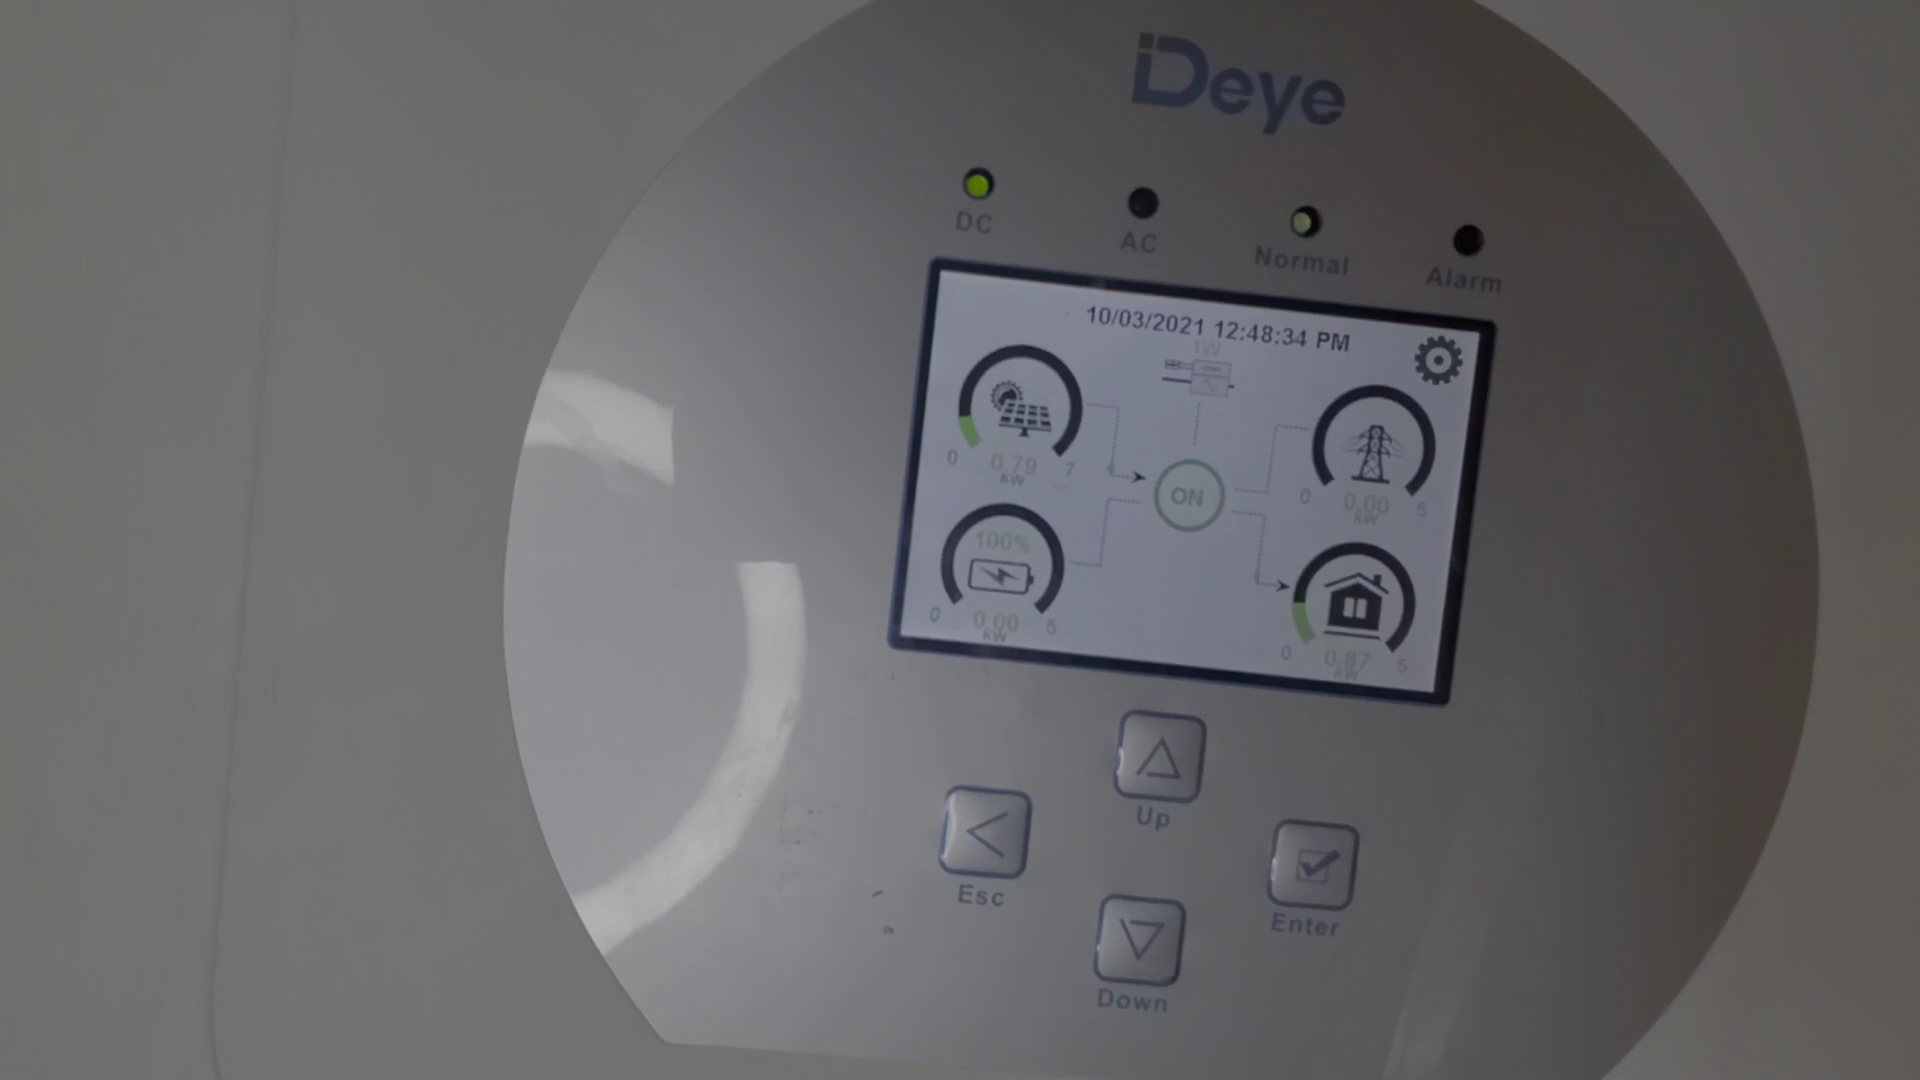 Deye
DC
AC
Normal
Alarm
10/03/2021 12:48:34 PM
1W
0 0,79 7
kW
ON
0 0,00 5
kW
100%
0 0,00 5
kW
0 0,87 5
kW
Up
Esc
Enter
Down